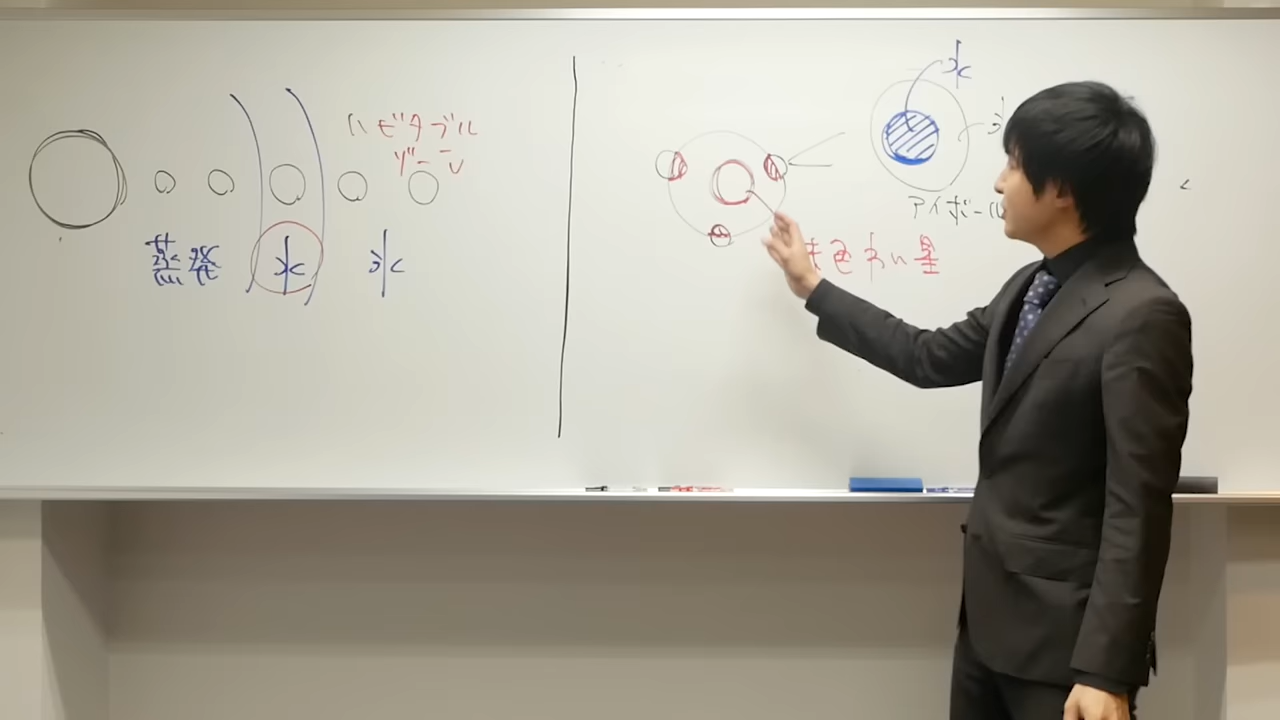 ハビタブル
ゾーン
蒸発 水 氷
水
アイボール
赤色わい星